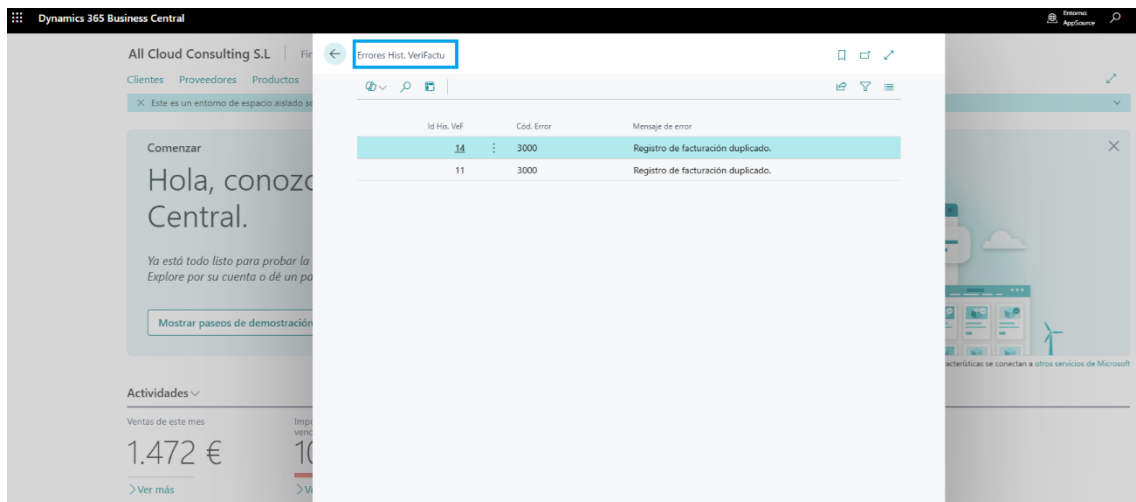 Dynamics 365 Business Central
Entorno:
AppSource
All Cloud Consulting S.L
Clientes Proveedores Productos
Este es un entorno de espacio aislado
Comenzar
Hola,
Central.
Ya está todo listo para probar la
Explore por su cuenta o dé un
Mostrar paseos de demostración
Actividades
Ventas de este mes
1.472 €
Ver más
Errores Hist. VeriFactu
Id His. VeF Cód. Error Mensaje de error
14 3000 Registro de facturación duplicado.
11 3000 Registro de facturación duplicado.
se conectan a otros servicios de Microsoft